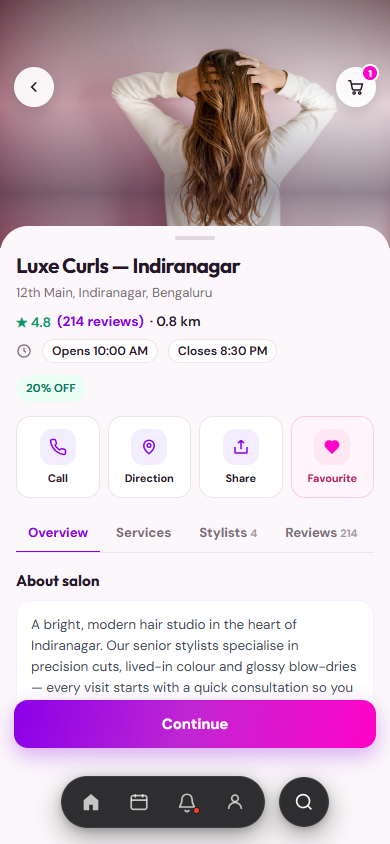 1
Luxe Curls — Indiranagar
12th Main, Indiranagar, Bengaluru
★ 4.8 (214 reviews) · 0.8 km
Opens 10:00 AM Closes 8:30 PM
20% OFF
Call Direction Share Favourite
Overview Services Stylists 4 Reviews 214
About salon
A bright, modern hair studio in the heart of
Indiranagar. Our senior stylists specialise in
precision cuts, lived-in colour and glossy blow-dries
— every visit starts with a quick consultation so you
Continue